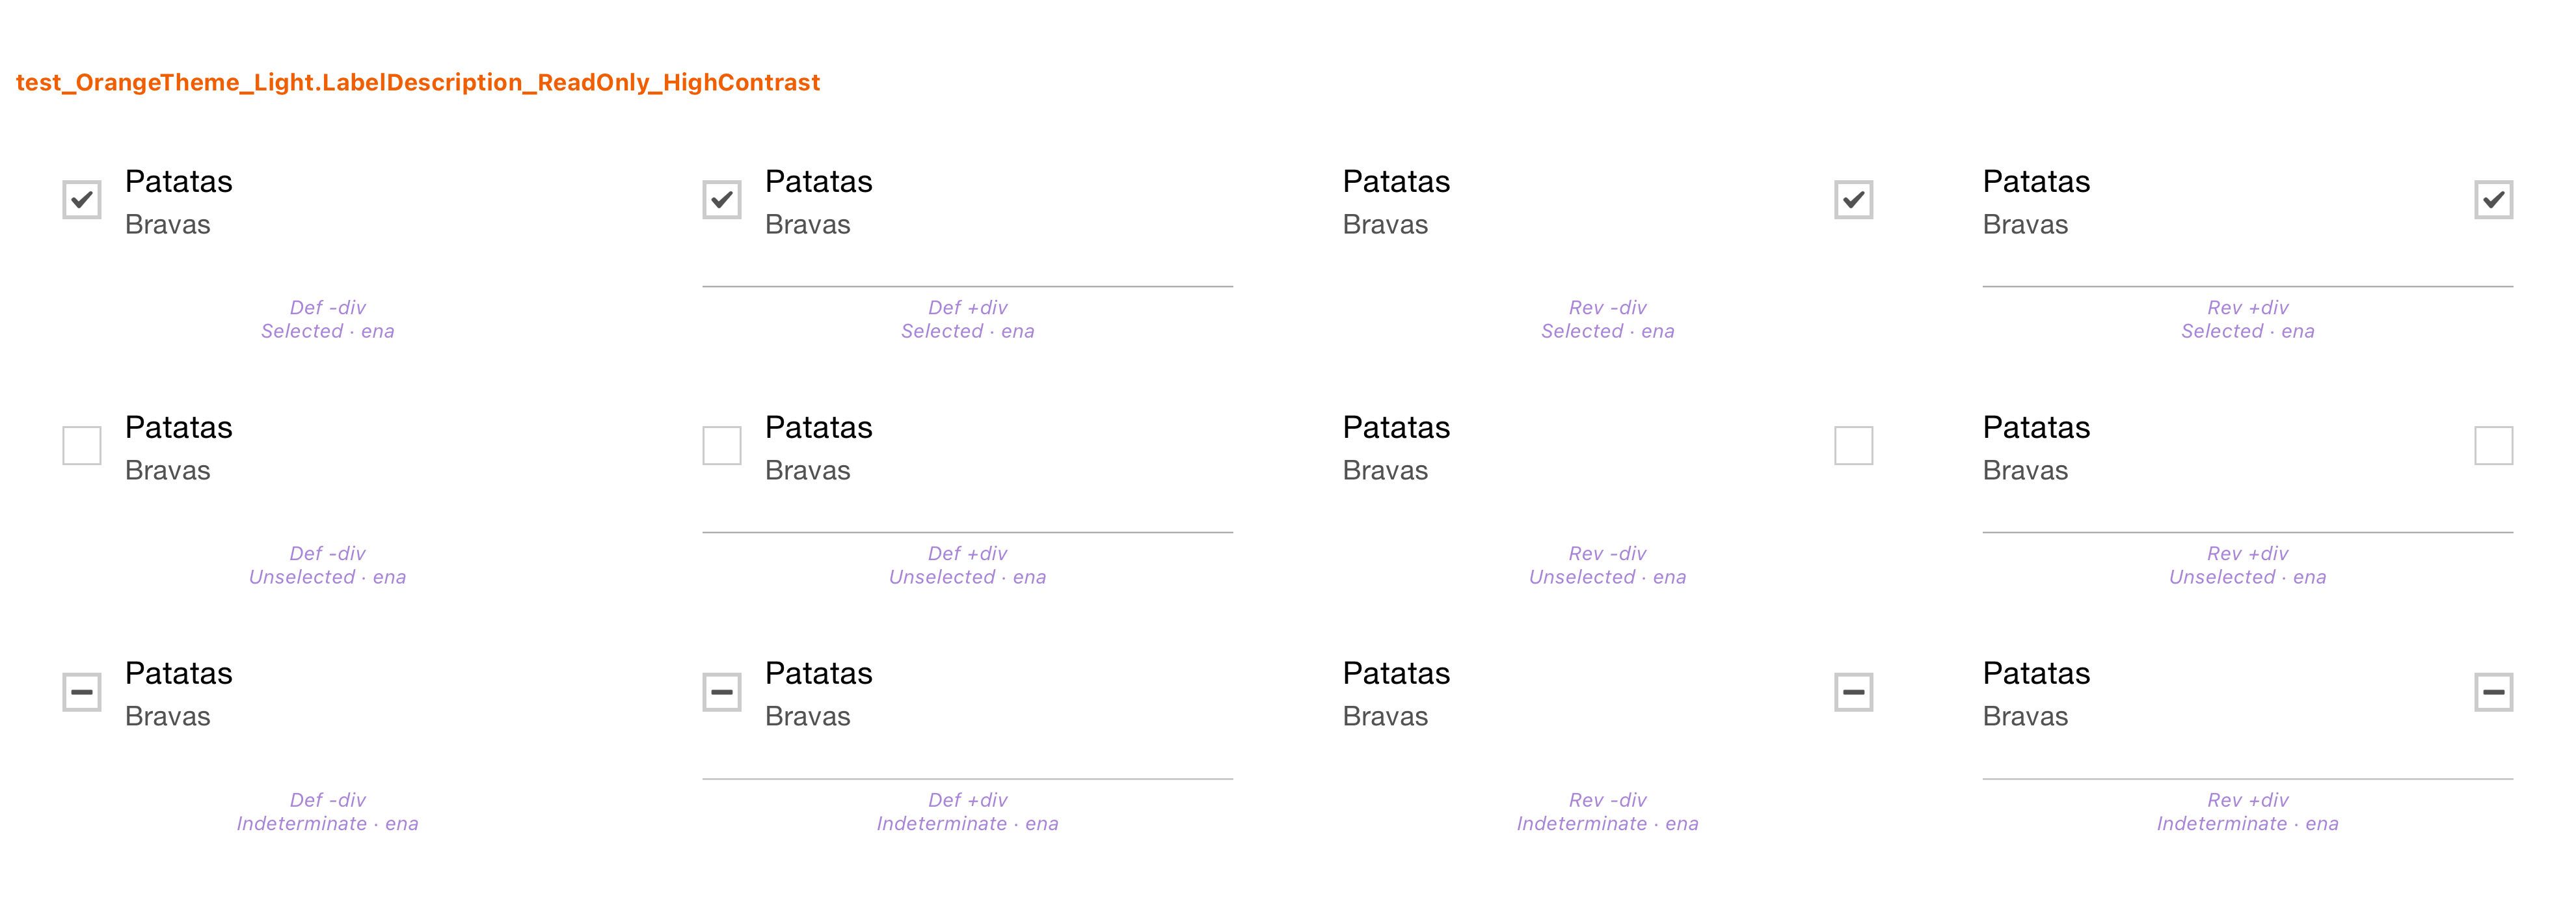 test_OrangeTheme_Light.LabelDescription_ReadOnly_HighContrast
Patatas
Bravas
Def -div
Selected · ena
Patatas
Bravas
Def +div
Selected · ena
Patatas
Bravas
Rev -div
Selected · ena
Patatas
Bravas
Rev +div
Selected · ena
Patatas
Bravas
Def -div
Unselected · ena
Patatas
Bravas
Def +div
Unselected · ena
Patatas
Bravas
Rev -div
Unselected · ena
Patatas
Bravas
Rev +div
Unselected · ena
Patatas
Bravas
Def -div
Indeterminate · ena
Patatas
Bravas
Def +div
Indeterminate · ena
Patatas
Bravas
Rev -div
Indeterminate · ena
Patatas
Bravas
Rev +div
Indeterminate · ena